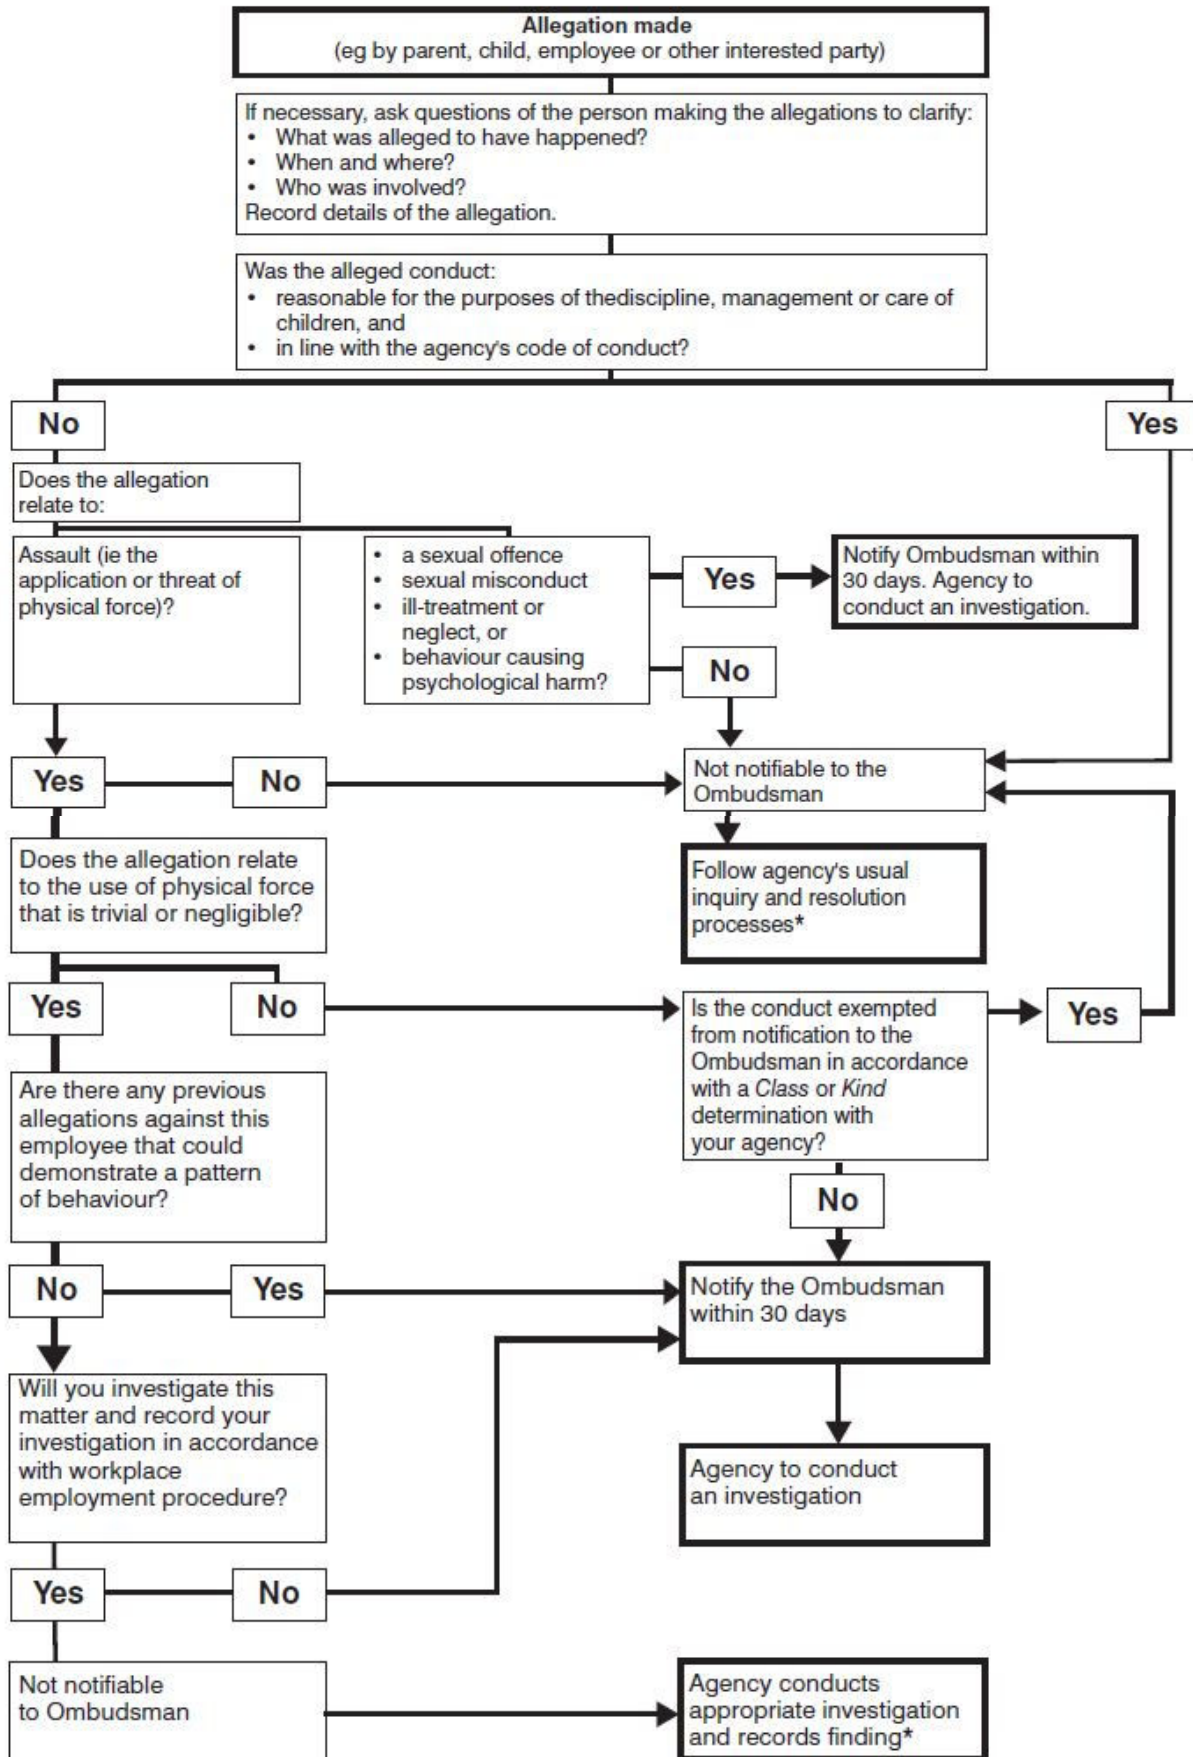 Allegation made
(eg by parent, child, employee or other interested party)
If necessary, ask questions of the person making the allegations to clarify:
• What was alleged to have happened?
• When and where?
• Who was involved?
Record details of the allegation.
Was the alleged conduct:
• reasonable for the purposes of thediscipline, management or care of
children, and
• in line with the agency's code of conduct?
No
Yes
Does the allegation
relate to:
Assault (ie the
application or threat of
physical force)?
• a sexual offence
• sexual misconduct
• ill-treatment or
neglect, or
• behaviour causing
psychological harm?
Yes
Notify Ombudsman within
30 days. Agency to
conduct an investigation.
No
Yes
No
Not notifiable to the
Ombudsman
Does the allegation relate
to the use of physical force
that is trivial or negligible?
Follow agency's usual
inquiry and resolution
processes*
Yes
No
Is the conduct exempted
from notification to the
Ombudsman in accordance
with a Class or Kind
determination with
your agency?
Yes
Are there any previous
allegations against this
employee that could
demonstrate a pattern
of behaviour?
No
No
Yes
Notify the Ombudsman
within 30 days
Will you investigate this
matter and record your
investigation in accordance
with workplace
employment procedure?
Agency to conduct
an investigation
Yes
No
Not notifiable
to Ombudsman
Agency conducts
appropriate investigation
and records finding*